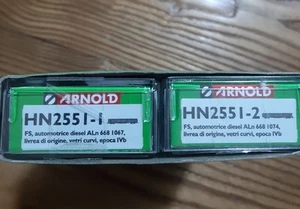 ARNOLD
HN2551-1
FS, automotrice diesel ALn 668 1067,
livrea di origine, vetri curvi, epoca IVb
ARNOLD
HN2551-2
FS, automotrice diesel ALn 668 1074,
livrea di origine, vetri curvi, epoca IVb